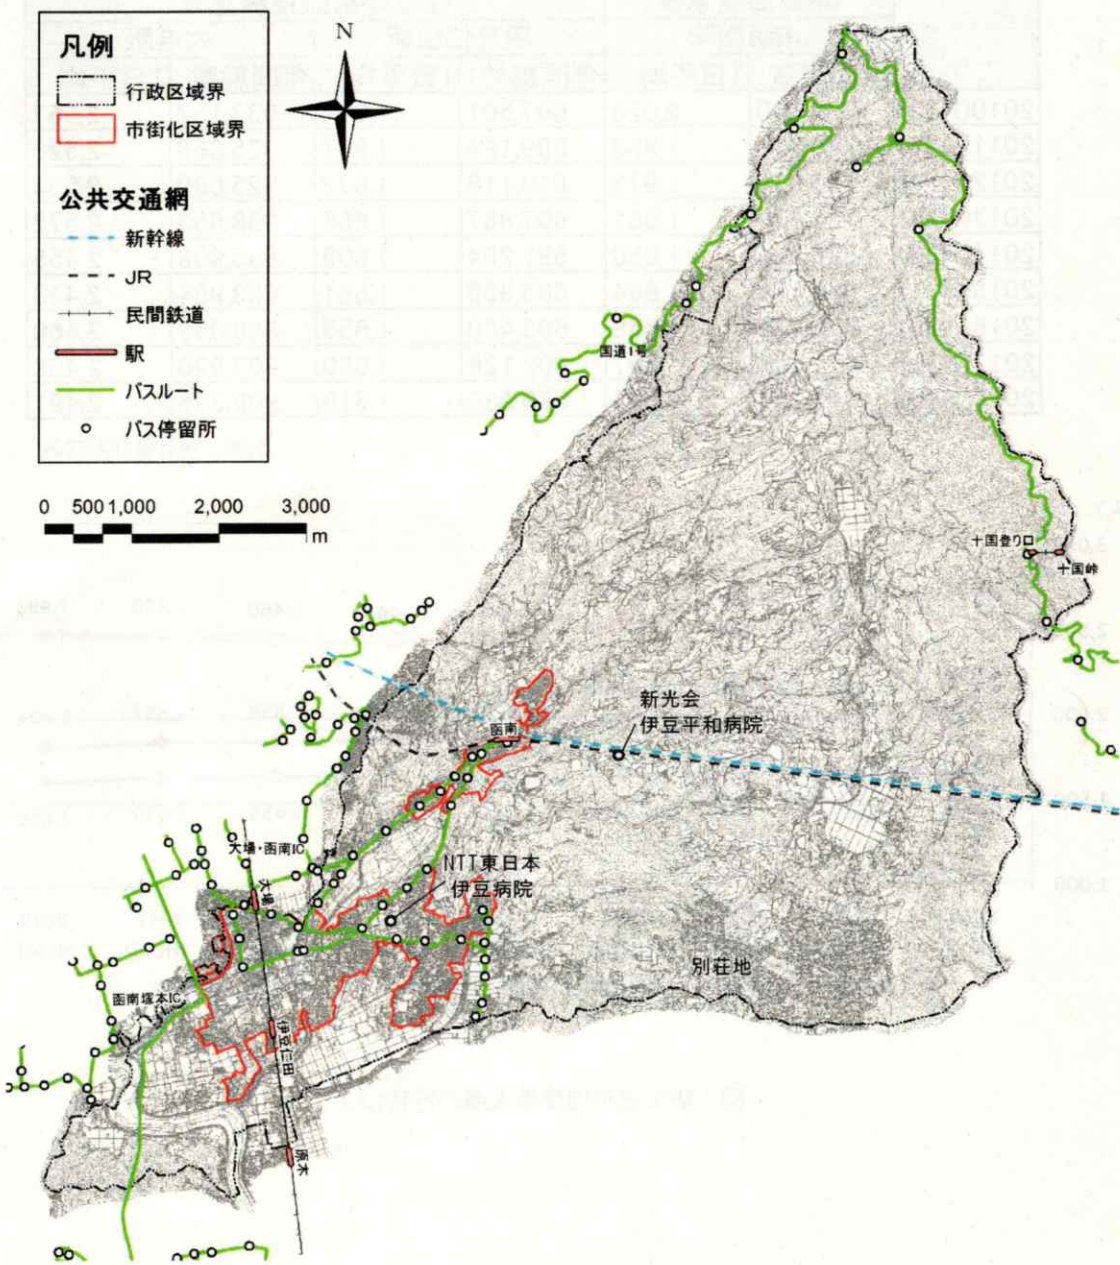 凡例
行政区域界
市街化区域界
公共交通網
新幹線
JR
民間鉄道
駅
バスルート
バス停留所
N
0 500 1,000 2,000 3,000
m
国道1号
十国登り口
十国峠
函南
新光会
伊豆平和病院
大場・函南IC
大場
NTT東日本
伊豆病院
別荘地
函南塚本IC
伊豆仁田
原木